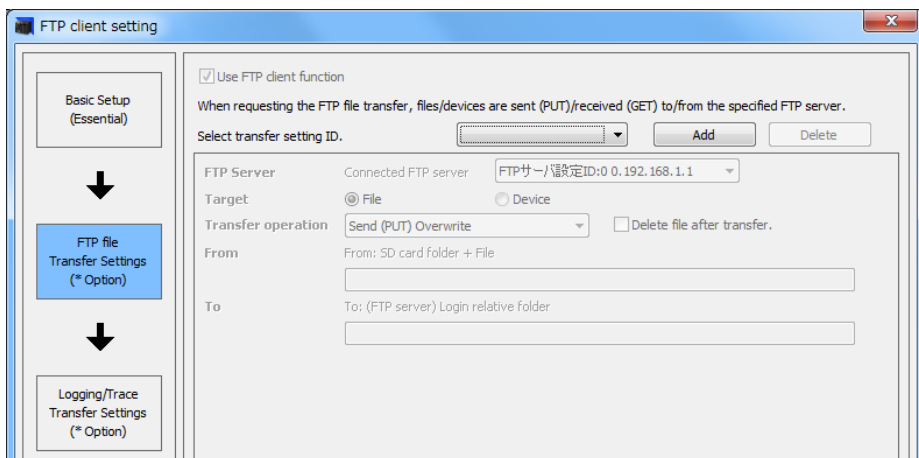 FTP client setting
Basic Setup
(Essential)
FTP file
Transfer Settings
(* Option)
Logging/Trace
Transfer Settings
(* Option)
Use FTP client function
When requesting the FTP file transfer, files/devices are sent (PUT)/received (GET) to/from the specified FTP server.
Select transfer setting ID.
Add
Delete
FTP Server
Connected FTP server
FTPサーバ設定ID:0 0.192.168.1.1
Target
File
Device
Transfer operation
Send (PUT) Overwrite
Delete file after transfer.
From
From: SD card folder + File
To
To: (FTP server) Login relative folder